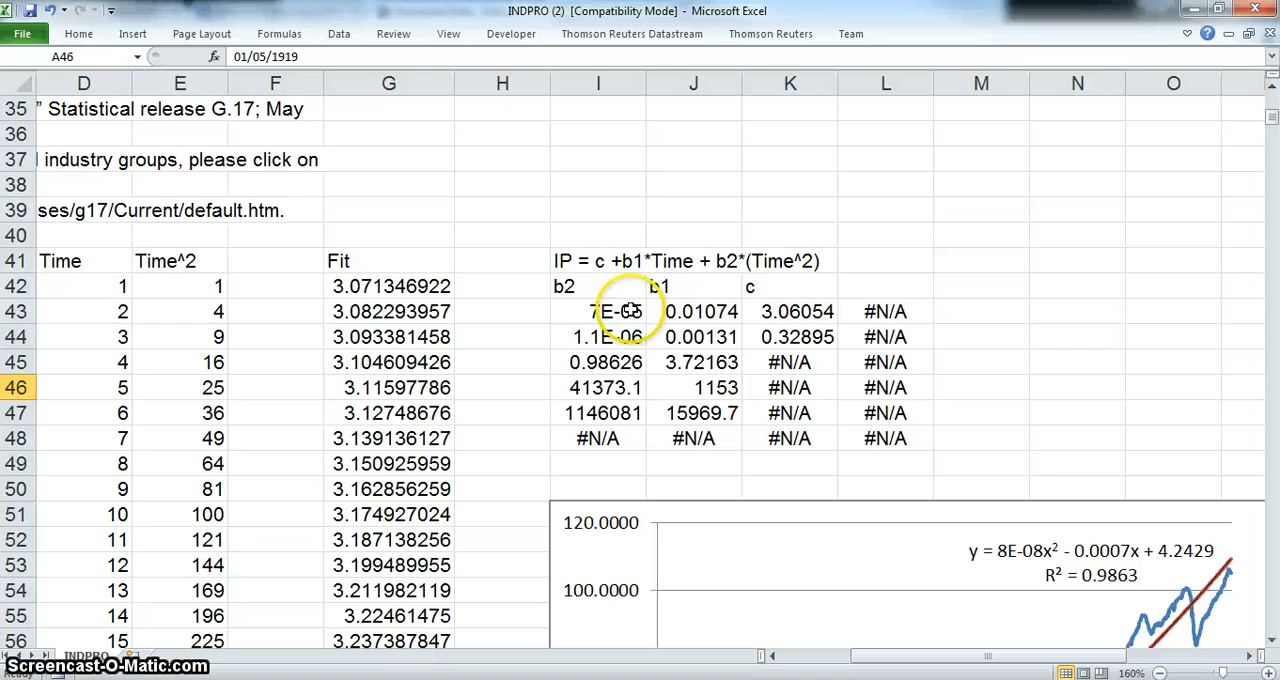 INDPRO (2) [Compatibility Mode] - Microsoft Excel
File Home Insert Page Layout Formulas Data Review View Developer Thomson Reuters Datastream Thomson Reuters Team
A46 fx 01/05/1919
D E F G H I J K L M N O
35 ” Statistical release G.17; May
36
37 l industry groups, please click on
38
39 ses/g17/Current/default.htm.
40
41 Time Time^2 Fit IP = c +b1*Time + b2*(Time^2)
42 1 1 3.071346922 b2 b1 c
43 2 4 3.082293957 7E-05 0.01074 3.06054 #N/A
44 3 9 3.093381458 1.1E-06 0.00131 0.32895 #N/A
45 4 16 3.104609426 0.98626 3.72163 #N/A #N/A
46 5 25 3.11597786 41373.1 1153 #N/A #N/A
47 6 36 3.12748676 1146081 15969.7 #N/A #N/A
48 7 49 3.139136127 #N/A #N/A #N/A #N/A
49 8 64 3.150925959
50 9 81 3.162856259
51 10 100 3.174927024
52 11 121 3.187138256
53 12 144 3.199489955
54 13 169 3.211982119
55 14 196 3.22461475
56 15 225 3.237387847
120.0000
y = 8E-08x² - 0.0007x + 4.2429
R² = 0.9863
100.0000
INDPRO
Screencast-O-Matic.com
Ready
160%